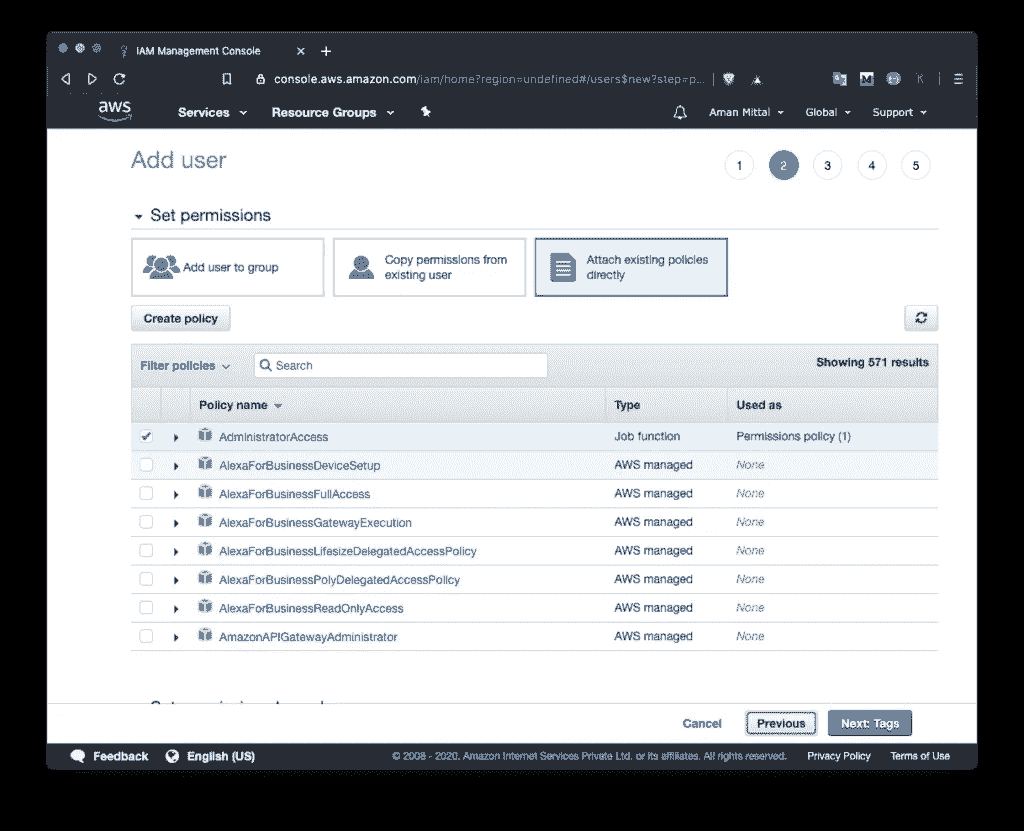 IAM Management Console
console.aws.amazon.com/iam/home?region=undefined#/users$new?step=p...
aws Services Resource Groups Aman Mittal Global Support
Add user
1 2 3 4 5
Set permissions
Add user to group
Copy permissions from
existing user
Attach existing policies
directly
Create policy
Filter policies Search Showing 571 results
Policy name Type Used as
AdministratorAccess Job function Permissions policy (1)
AlexaForBusinessDeviceSetup AWS managed None
AlexaForBusinessFullAccess AWS managed None
AlexaForBusinessGatewayExecution AWS managed None
AlexaForBusinessLifesizeDelegatedAccessPolicy AWS managed None
AlexaForBusinessPolyDelegatedAccessPolicy AWS managed None
AlexaForBusinessReadOnlyAccess AWS managed None
AmazonAPIGatewayAdministrator AWS managed None
Cancel Previous Next: Tags
Feedback English (US) © 2008 - 2020, Amazon Internet Services Private Ltd. or its affiliates. All rights reserved. Privacy Policy Terms of Use